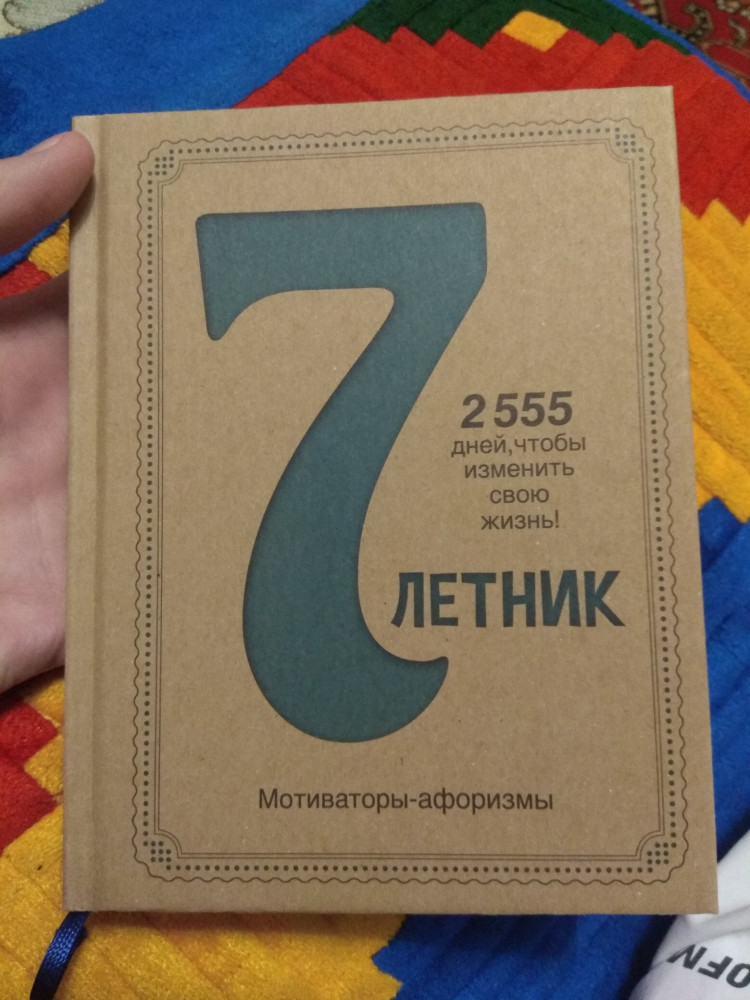 7
2 555
дней,чтобы
изменить
свою
жизнь!
ЛЕТНИК
Мотиваторы-афоризмы